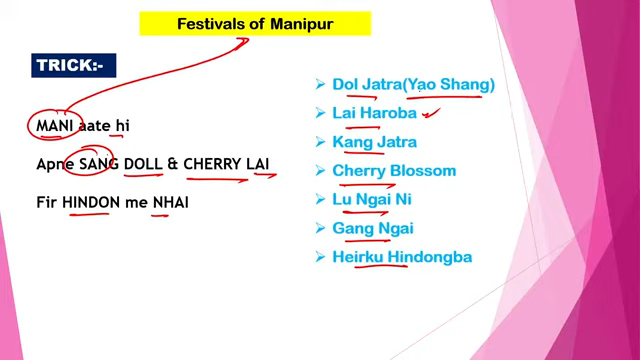 Festivals of Manipur
TRICK:-
MANI aate hi
Apne SANG DOLL & CHERRY LAI
Fir HINDON me NHAI
Dol Jatra(Yao Shang)
Lai Haroba
Kang Jatra
Cherry Blossom
Lu Ngai Ni
Gang Ngai
Heirku Hindongba